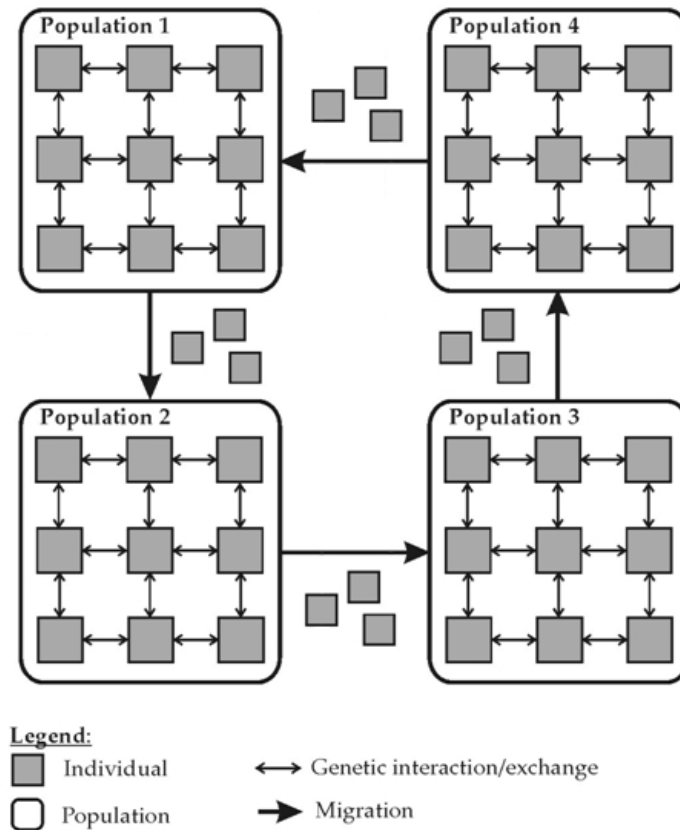 Population 1
Population 4
Population 2
Population 3
Legend:
Individual
Genetic interaction/exchange
Population
Migration